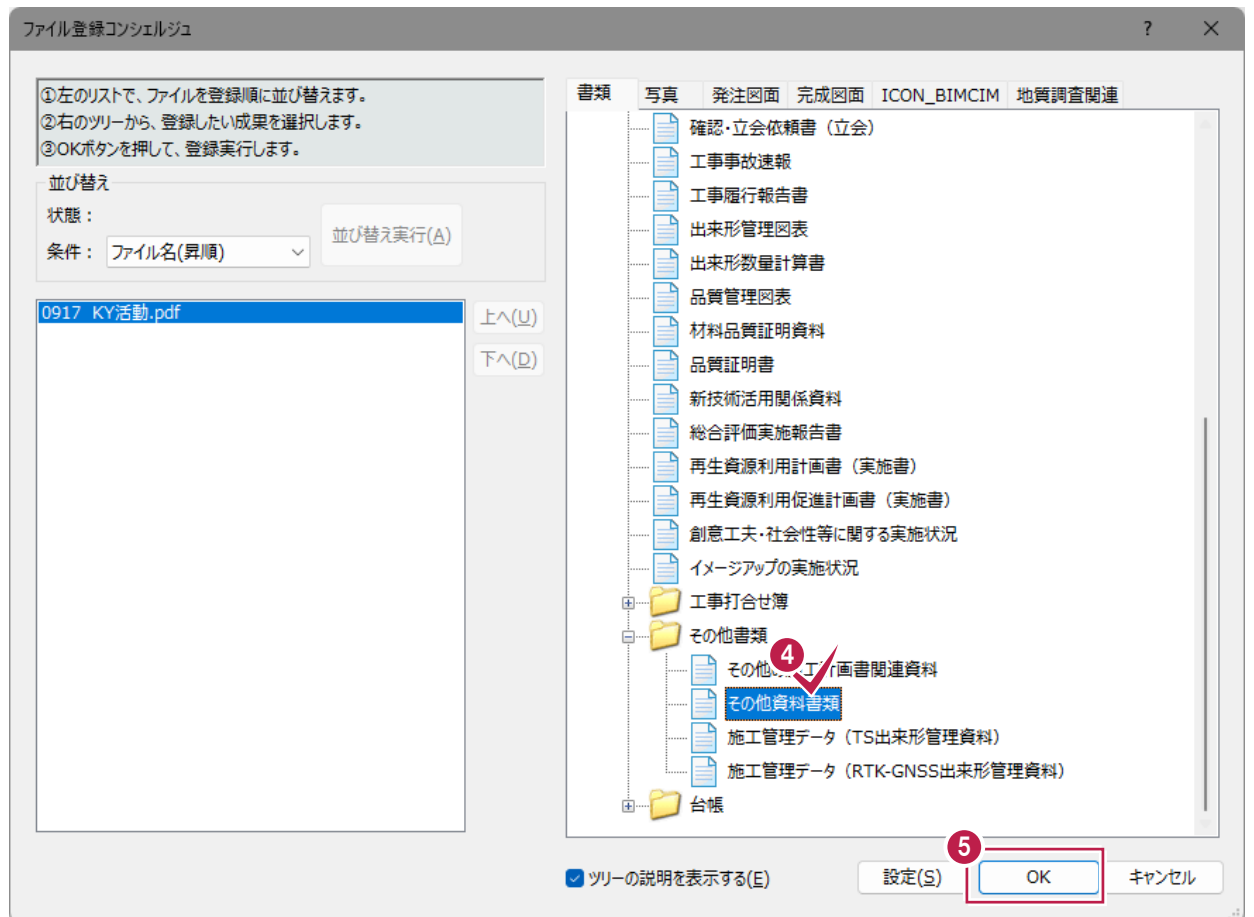 ファイル登録コンシェルジュ
?
①左のリストで、ファイルを登録順に並び替えます。
②右のツリーから、登録したい成果を選択します。
③OKボタンを押して、登録実行します。
並び替え
状態：
条件： ファイル名(昇順)
並び替え実行(A)
0917 KY活動.pdf
上へ(U)
下へ(D)
書類 写真 発注図面 完成図面 ICON_BIMCIM 地質調査関連
確認・立会依頼書（立会）
工事事故速報
工事履行報告書
出来形管理図表
出来形数量計算書
品質管理図表
材料品質証明資料
品質証明書
新技術活用関係資料
総合評価実施報告書
再生資源利用計画書（実施書）
再生資源利用促進計画書（実施書）
創意工夫・社会性等に関する実施状況
イメージアップの実施状況
工事打合せ簿
その他書類
4
その他 画書関連資料
その他資料書類
施工管理データ（TS出来形管理資料）
施工管理データ（RTK-GNSS出来形管理資料）
台帳
5
ツリーの説明を表示する(E)
設定(S)
OK
キャンセル